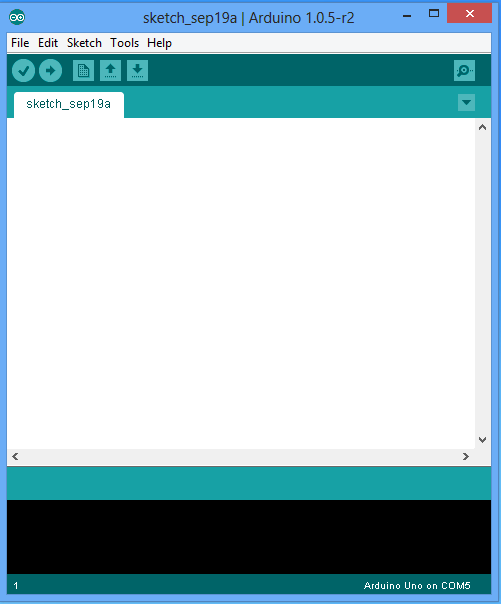 sketch_sep19a | Arduino 1.0.5-r2
File Edit Sketch Tools Help
sketch_sep19a
1 Arduino Uno on COM5